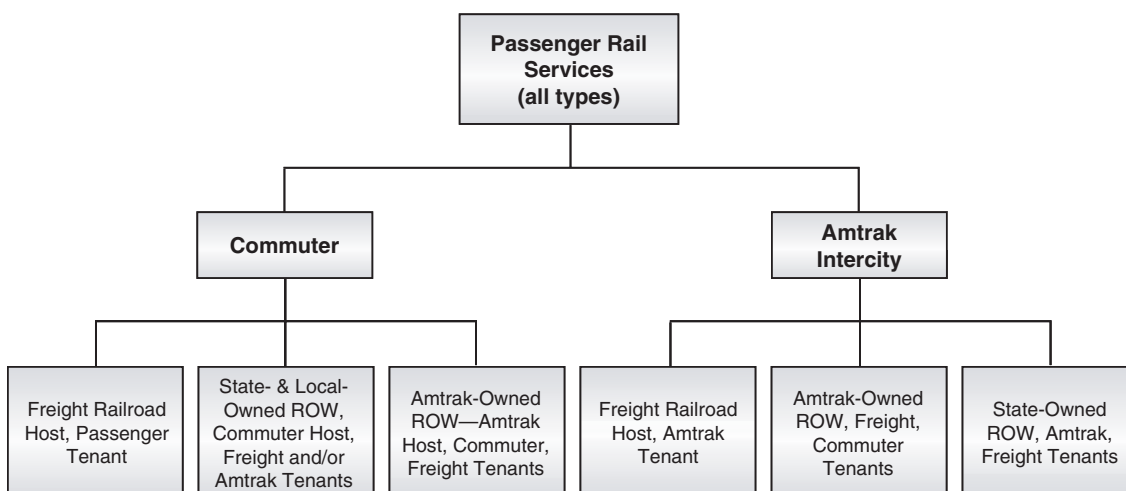 Passenger Rail
Services
(all types)
Commuter
Amtrak
Intercity
Freight Railroad
Host, Passenger
Tenant
State- & Local-
Owned ROW,
Commuter Host,
Freight and/or
Amtrak Tenants
Amtrak-Owned
ROW—Amtrak
Host, Commuter,
Freight Tenants
Freight Railroad
Host, Amtrak
Tenant
Amtrak-Owned
ROW, Freight,
Commuter
Tenants
State-Owned
ROW, Amtrak,
Freight Tenants